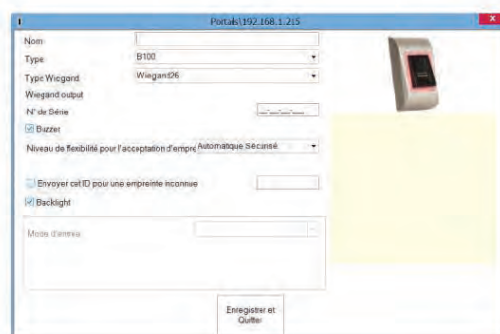 Portals\192.168.1.215
x
Nom
Type B100
Type Wiegand Wiegand26
Wiegand output
N° de Série _-_-_-_
Buzzer
Niveau de flexibilité pour l'acceptation d'empre Automatique Sécurisé
Envoyer cet ID pour une empreinte inconnue
Backlight
Mode d'entrée
Enregistrer et
Quitter